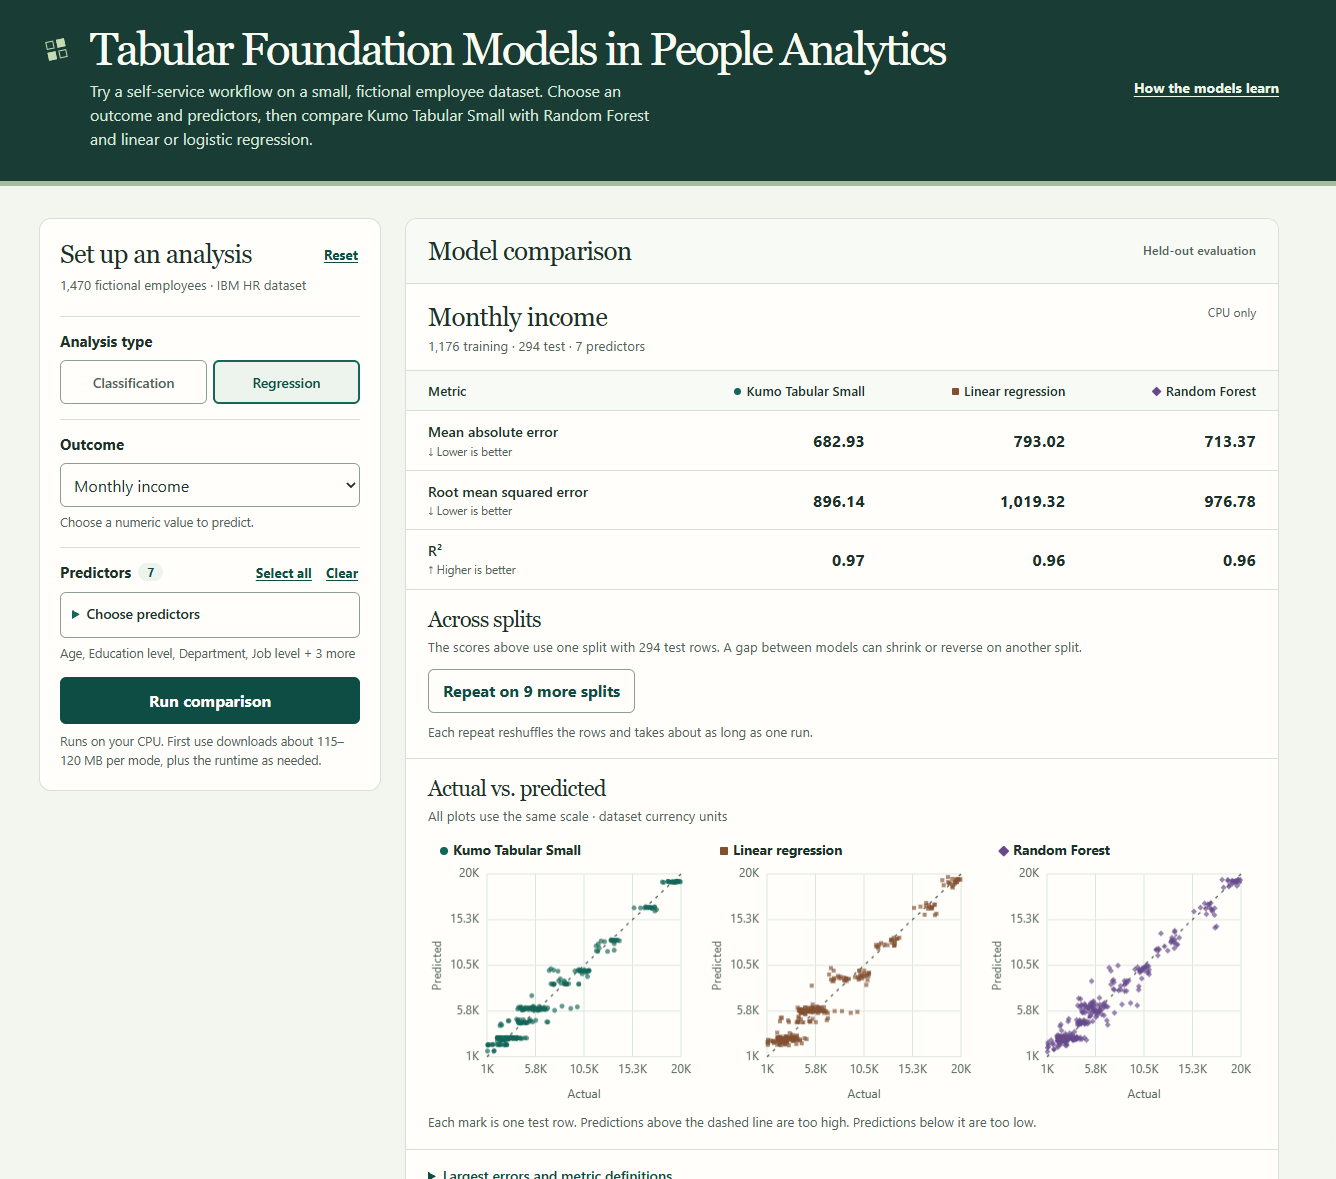 Tabular Foundation Models in People Analytics
Try a self-service workflow on a small, fictional employee dataset. Choose an
outcome and predictors, then compare Kumo Tabular Small with Random Forest
and linear or logistic regression.
How the models learn
Set up an analysis
Reset
1,470 fictional employees · IBM HR dataset
Analysis type
Classification
Regression
Outcome
Monthly income
Choose a numeric value to predict.
Predictors 7
Select all
Clear
Choose predictors
Age, Education level, Department, Job level + 3 more
Run comparison
Runs on your CPU. First use downloads about 115–
120 MB per mode, plus the runtime as needed.
Model comparison
Held-out evaluation
Monthly income
CPU only
1,176 training · 294 test · 7 predictors
Metric Kumo Tabular Small Linear regression Random Forest
Mean absolute error
↓ Lower is better
682.93 793.02 713.37
Root mean squared error
↓ Lower is better
896.14 1,019.32 976.78
R²
↑ Higher is better
0.97 0.96 0.96
Across splits
The scores above use one split with 294 test rows. A gap between models can shrink or reverse on another split.
Repeat on 9 more splits
Each repeat reshuffles the rows and takes about as long as one run.
Actual vs. predicted
All plots use the same scale · dataset currency units
Kumo Tabular Small
20K
15.3K
10.5K
5.8K
1K
Predicted
1K 5.8K 10.5K 15.3K 20K
Actual
Linear regression
20K
15.3K
10.5K
5.8K
1K
Predicted
1K 5.8K 10.5K 15.3K 20K
Actual
Random Forest
20K
15.3K
10.5K
5.8K
1K
Predicted
1K 5.8K 10.5K 15.3K 20K
Actual
Each mark is one test row. Predictions above the dashed line are too high. Predictions below it are too low.
Largest errors and metric definitions